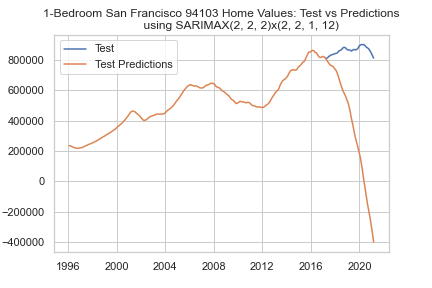 1-Bedroom San Francisco 94103 Home Values: Test vs Predictions
using SARIMAX(2, 2, 2)x(2, 2, 1, 12)
Test
Test Predictions
800000
600000
400000
200000
0
−200000
−400000
1996 2000 2004 2008 2012 2016 2020